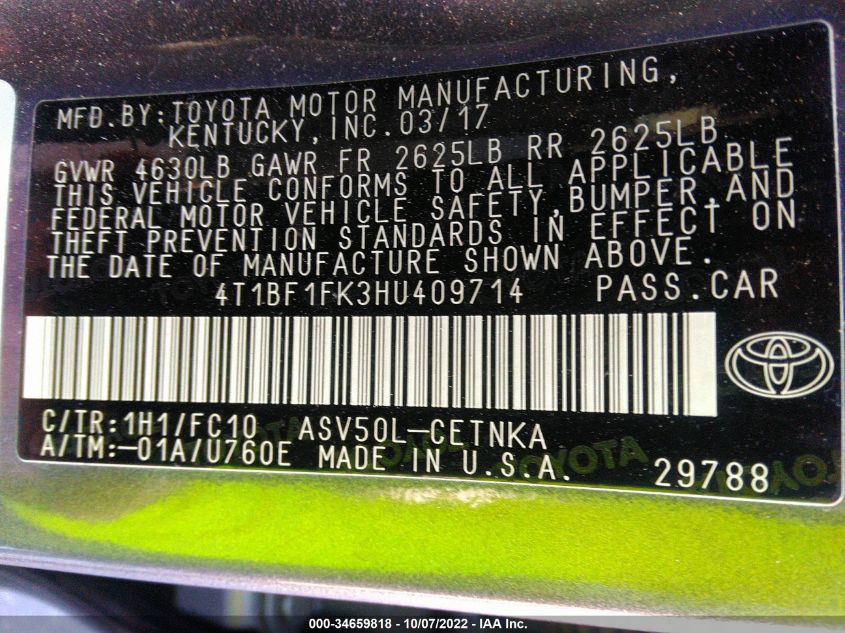 MFD.BY:TOYOTA MOTOR MANUFACTURING,
KENTUCKY,INC.03/17
GVWR 4630LB GAWR FR 2625LB RR 2625LB
THIS VEHICLE CONFORMS TO ALL APPLICABLE
FEDERAL MOTOR VEHICLE SAFETY,BUMPER,AND
THEFT PREVENTION STANDARDS IN EFFECT ON
THE DATE OF MANUFACTURE SHOWN ABOVE.
4T1BF1FK3HU409714 PASS.CAR
C/TR:1H1/FC10 ASV50L-CETNKA
A/TM:-01A/U760E MADE IN U.S.A. 29788
TOYOTA
000-34659818 - 10/07/2022 - IAA Inc.